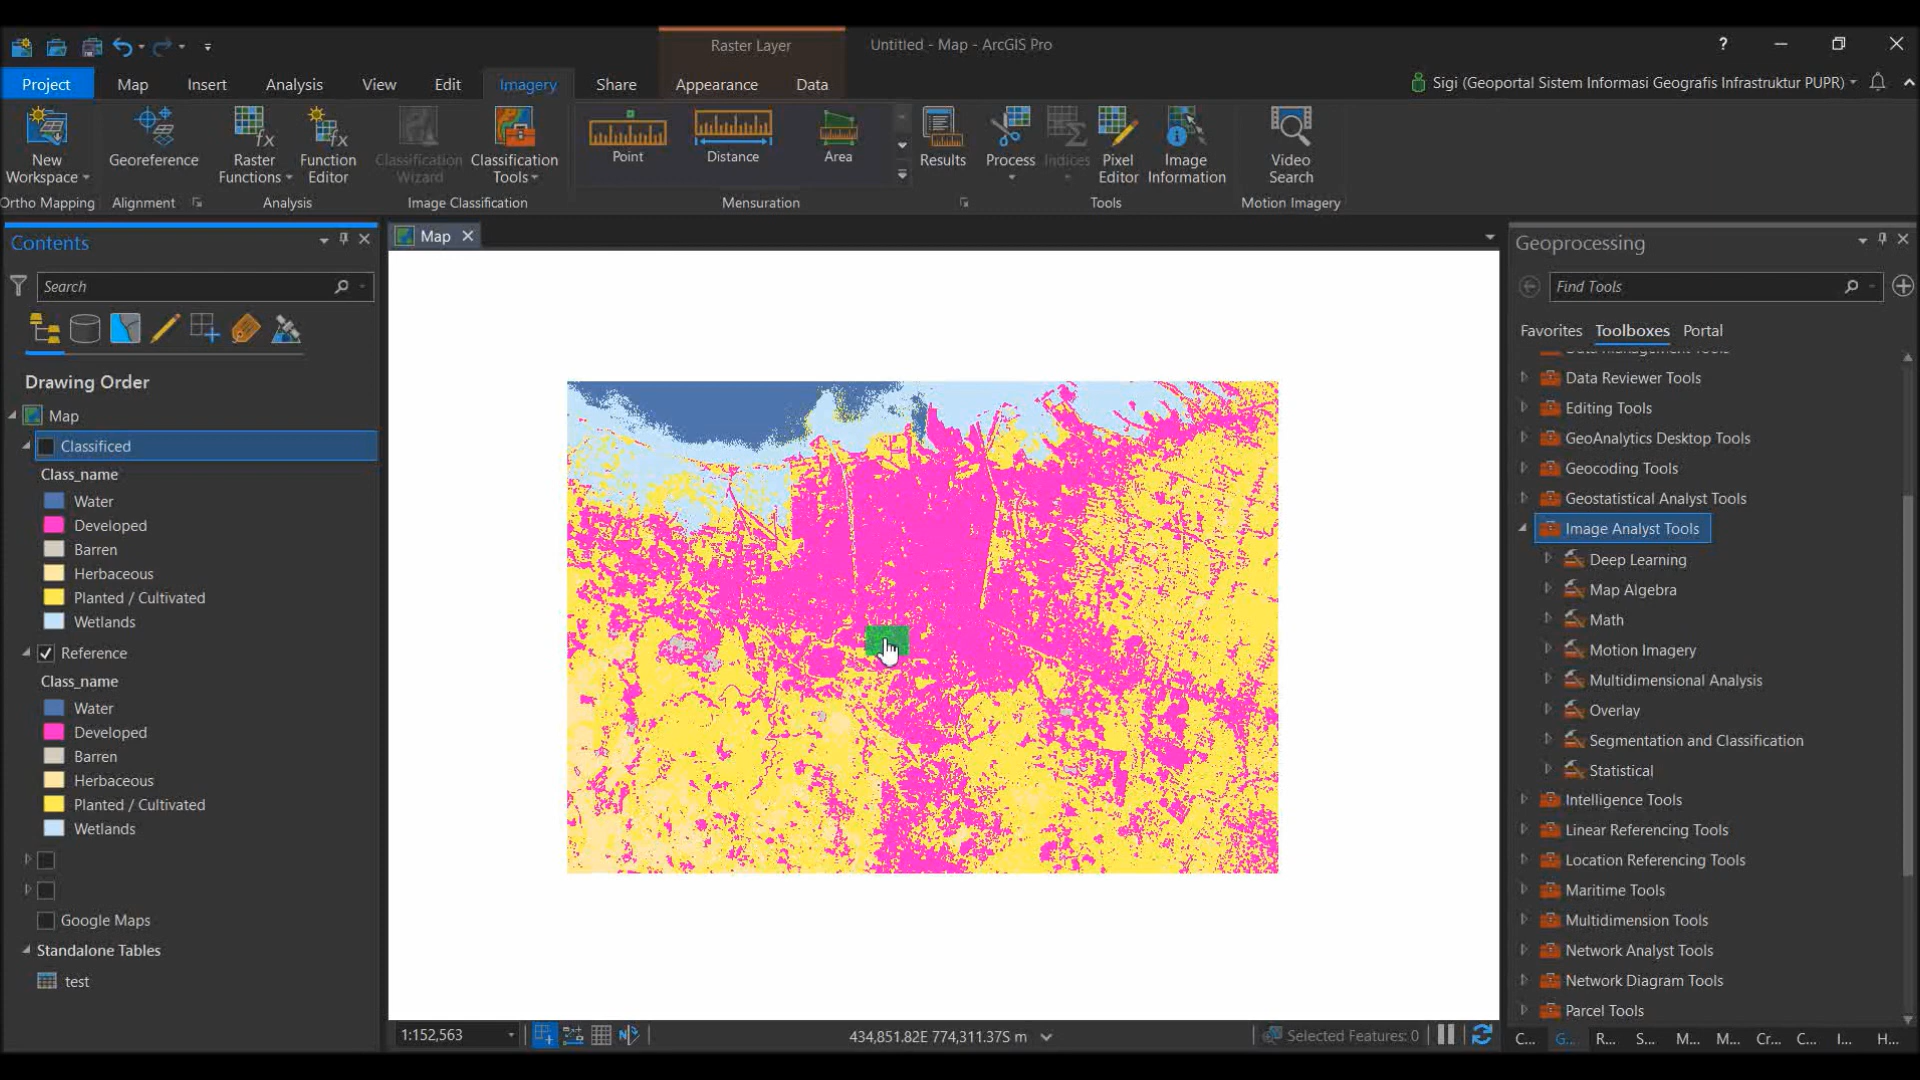 Raster Layer
Untitled - Map - ArcGIS Pro
?
Project
Map
Insert
Analysis
View
Edit
Imagery
Share
Appearance
Data
Sigi (Geoportal Sistem Informasi Geografis Infrastruktur PUPR)
New
Workspace
Georeference
Raster
Functions
Function
Editor
Classification
Wizard
Classification
Tools
Point
Distance
Area
Results
Process
Indices
Pixel
Editor
Image
Information
Video
Search
Ortho Mapping
Alignment
Analysis
Image Classification
Mensuration
Tools
Motion Imagery
Contents
Search
Drawing Order
Map
Classificed
Class_name
Water
Developed
Barren
Herbaceous
Planted / Cultivated
Wetlands
Reference
Class_name
Water
Developed
Barren
Herbaceous
Planted / Cultivated
Wetlands
Google Maps
Standalone Tables
test
Map
1:152,563
434,851.82E 774,311.37S m
Selected Features: 0
Geoprocessing
Find Tools
Favorites
Toolboxes
Portal
Data Management Tools
Data Reviewer Tools
Editing Tools
GeoAnalytics Desktop Tools
Geocoding Tools
Geostatistical Analyst Tools
Image Analyst Tools
Deep Learning
Map Algebra
Math
Motion Imagery
Multidimensional Analysis
Overlay
Segmentation and Classification
Statistical
Intelligence Tools
Linear Referencing Tools
Location Referencing Tools
Maritime Tools
Multidimension Tools
Network Analyst Tools
Network Diagram Tools
Parcel Tools
C... G... R... S... M... M... Cr... C... I... H...